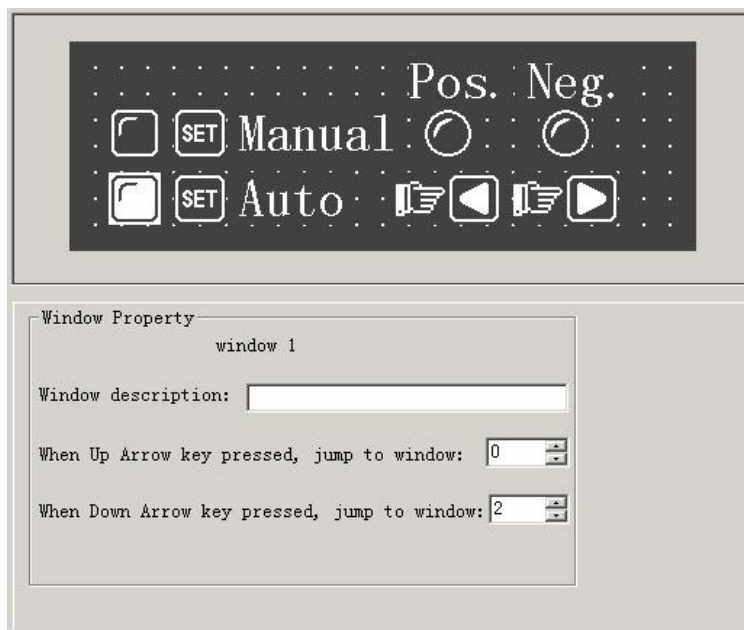 Pos. Neg.
SET Manual
SET Auto
Window Property
window 1
Window description:
When Up Arrow key pressed, jump to window: 0
When Down Arrow key pressed, jump to window: 2